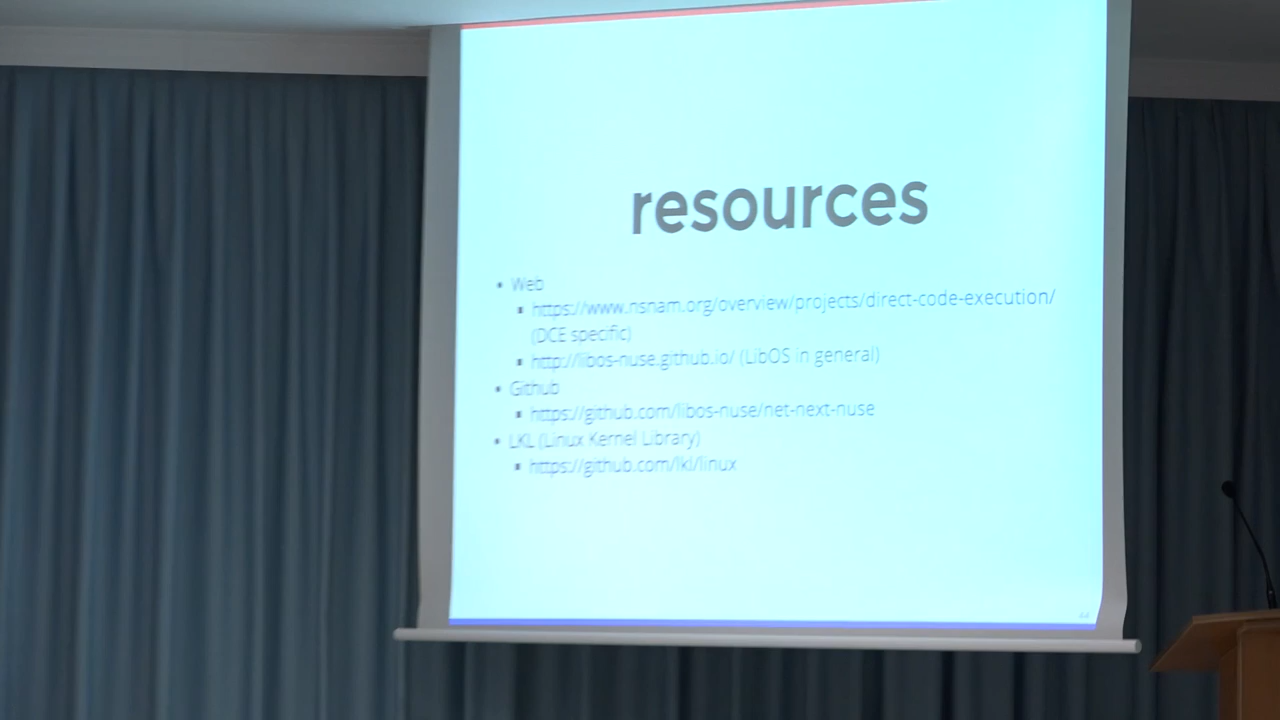 resources
• Web
▪ https://www.nsnam.org/overview/projects/direct-code-execution/
(DCE specific)
▪ http://libos-nuse.github.io/ (LibOS in general)
• Github
▪ https://github.com/libos-nuse/net-next-nuse
• LKL (Linux Kernel Library)
▪ https://github.com/lkl/linux